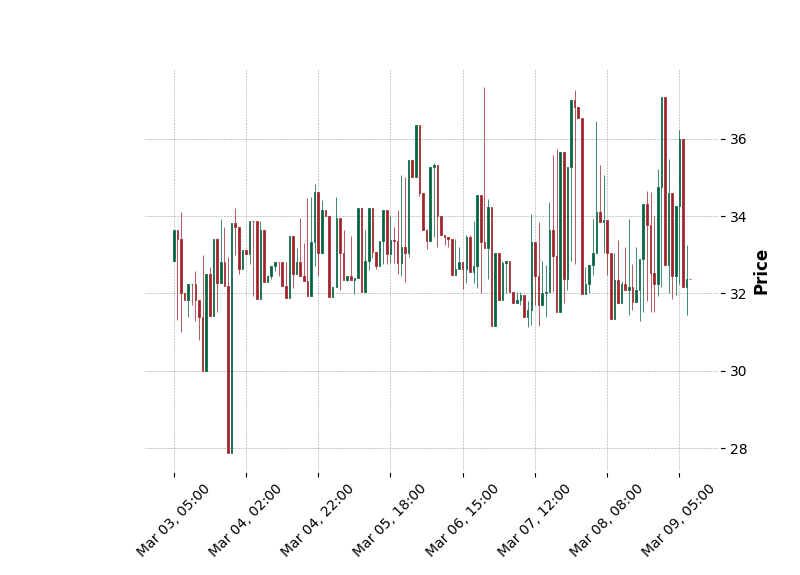 36
34
32
30
28
Price
Mar 03, 05:00
Mar 04, 02:00
Mar 04, 22:00
Mar 05, 18:00
Mar 06, 15:00
Mar 07, 12:00
Mar 08, 08:00
Mar 09, 05:00